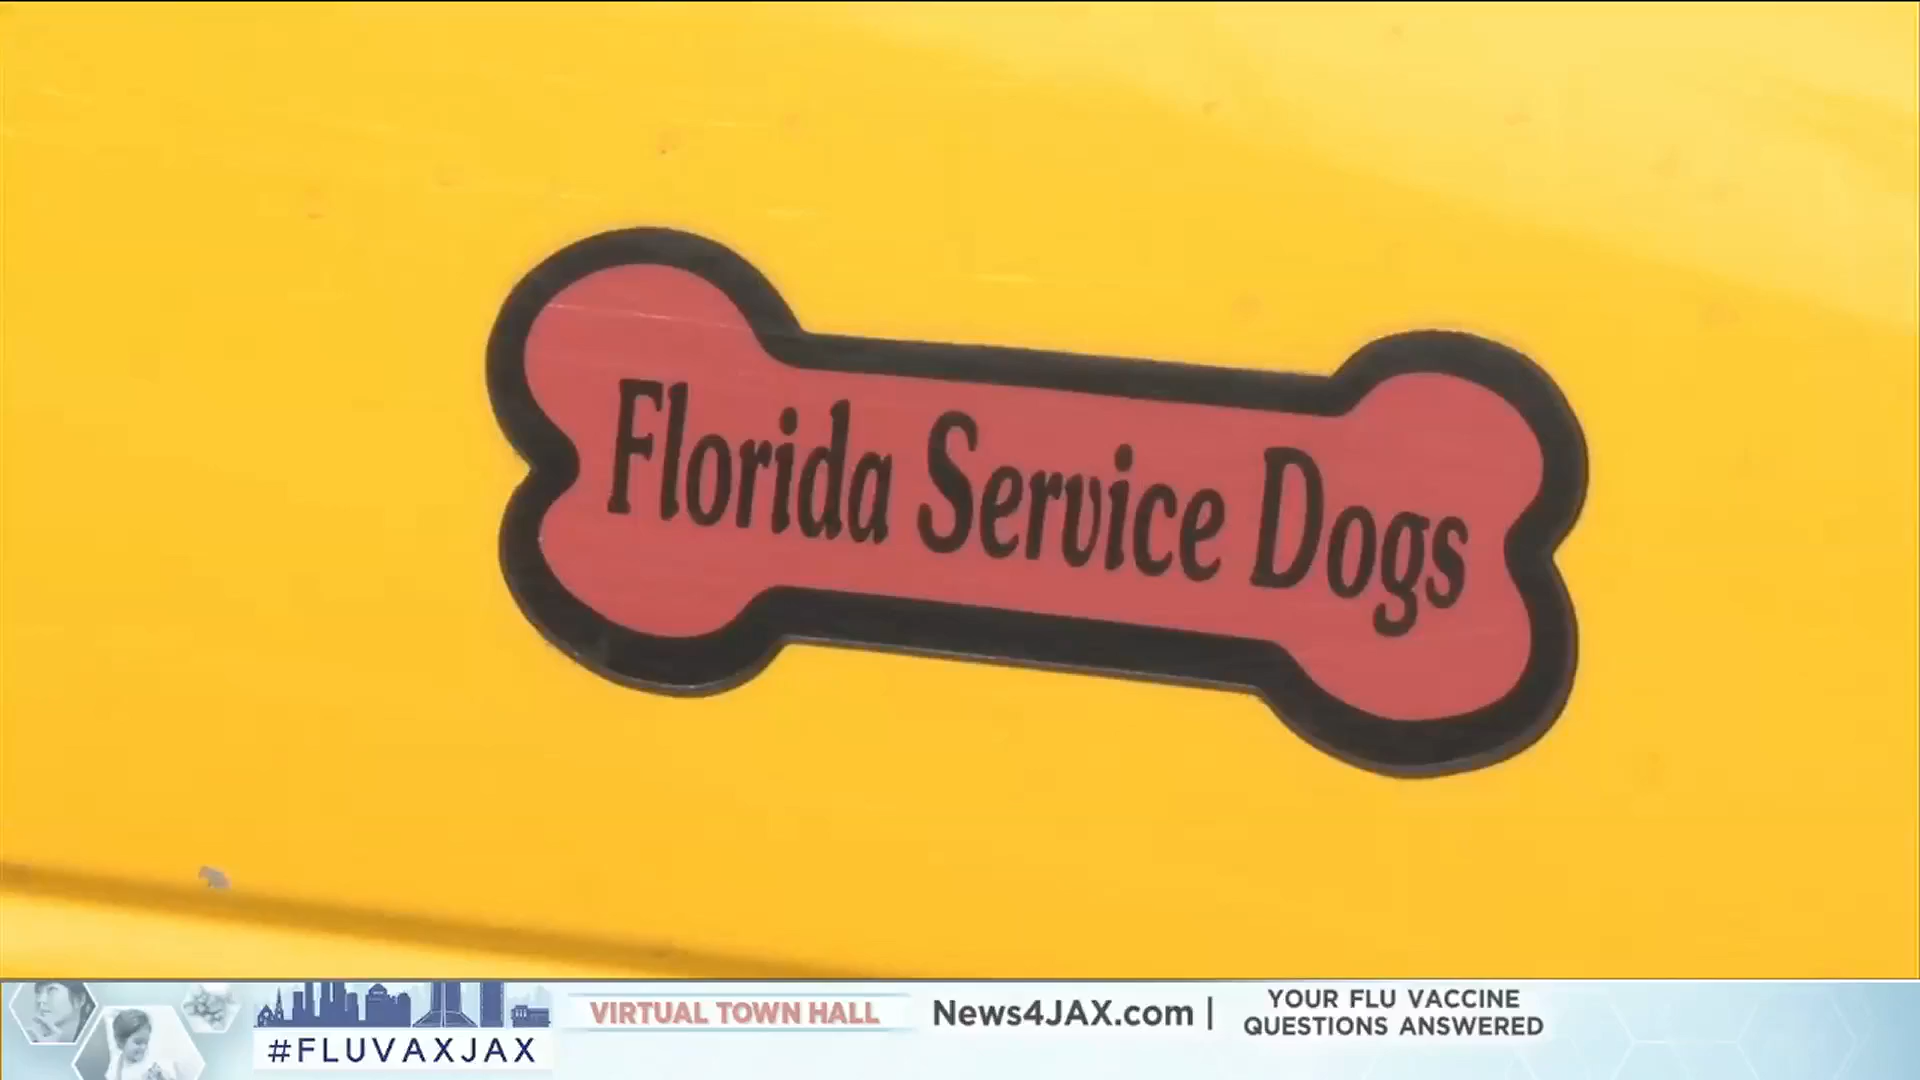 Florida Service Dogs
#FLUVAXJAX
VIRTUAL TOWN HALL
News4JAX.com |
YOUR FLU VACCINE
QUESTIONS ANSWERED